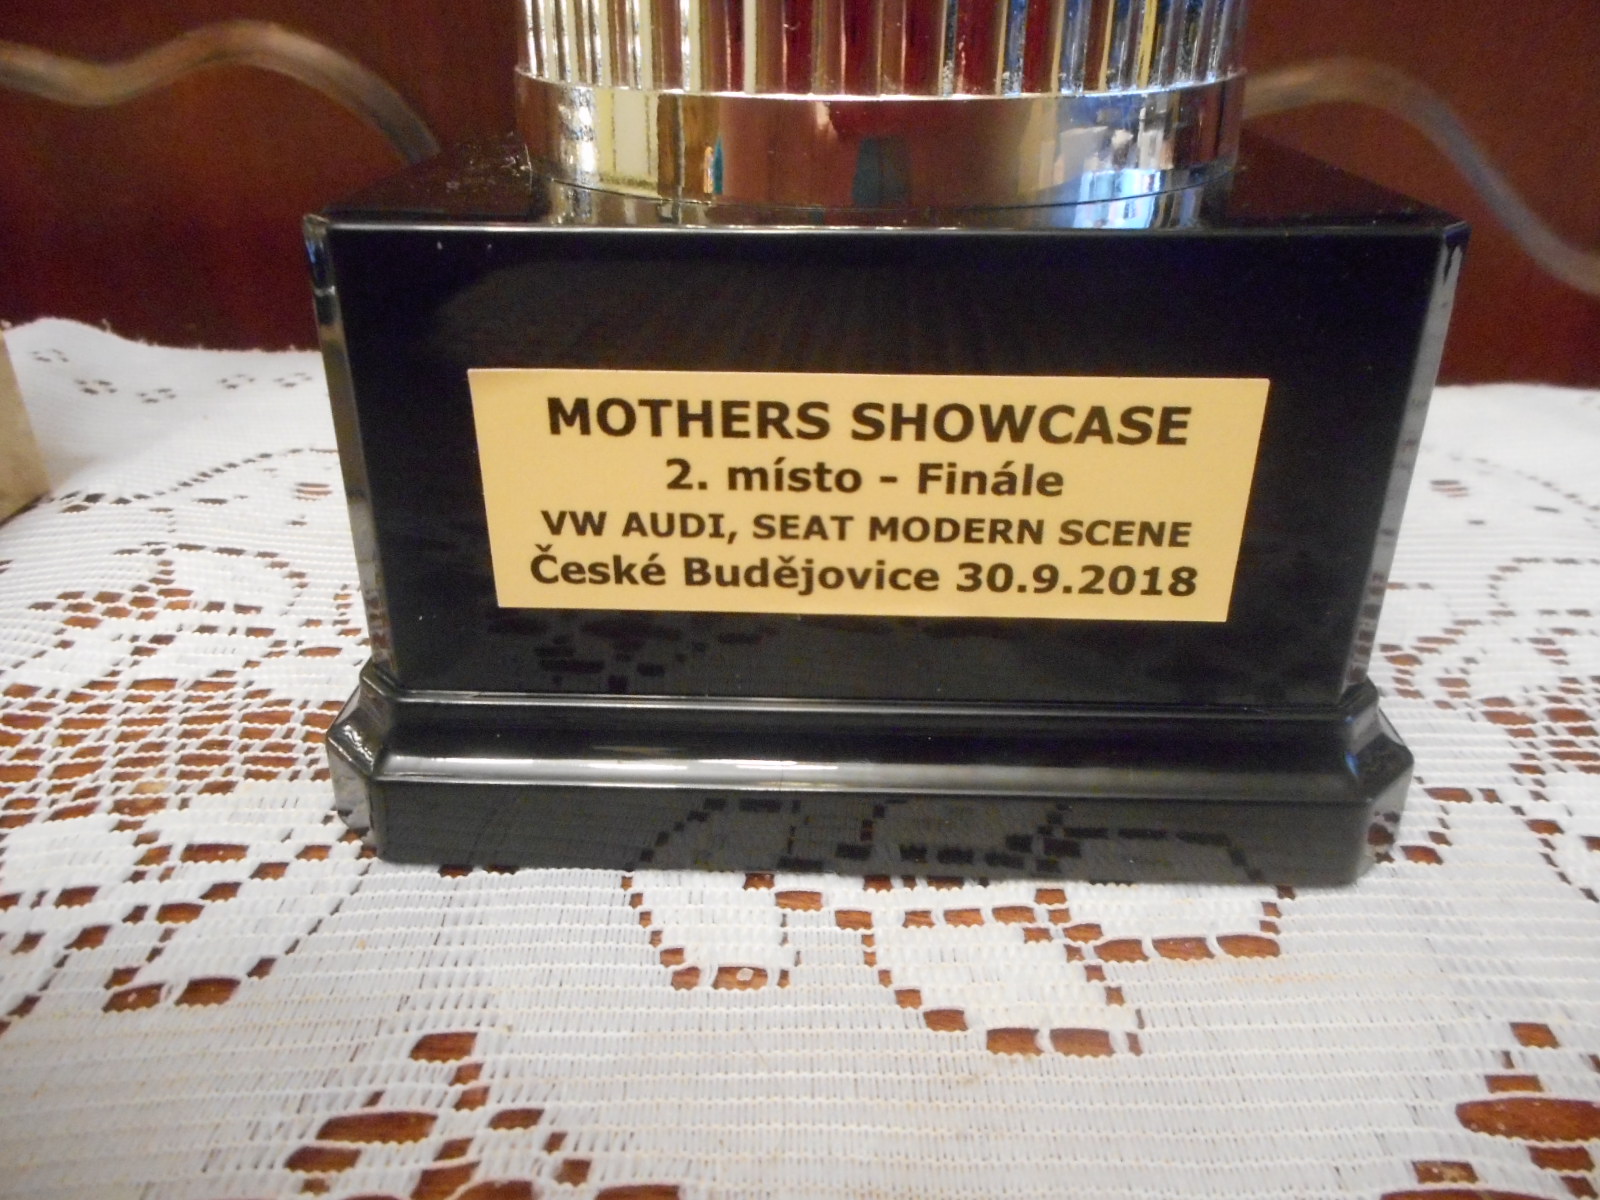 MOTHERS SHOWCASE
2. místo - Finále
VW AUDI, SEAT MODERN SCENE
České Budějovice 30.9.2018